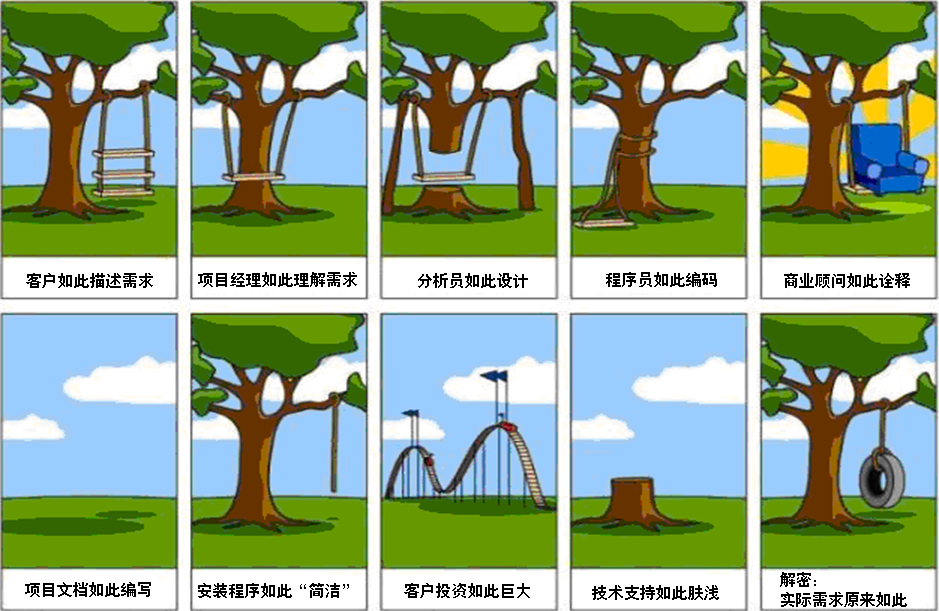 客户如此描述需求
项目经理如此理解需求
分析员如此设计
程序员如此编码
商业顾问如此诠释
项目文档如此编写
安装程序如此“简洁”
客户投资如此巨大
技术支持如此肤浅
解密：
实际需求原来如此